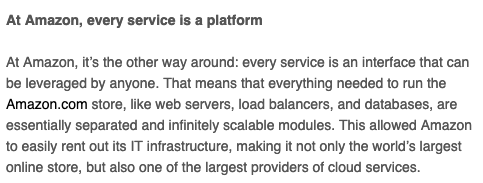 At Amazon, every service is a platform
At Amazon, it’s the other way around: every service is an interface that can
be leveraged by anyone. That means that everything needed to run the
Amazon.com store, like web servers, load balancers, and databases, are
essentially separated and infinitely scalable modules. This allowed Amazon
to easily rent out its IT infrastructure, making it not only the world’s largest
online store, but also one of the largest providers of cloud services.